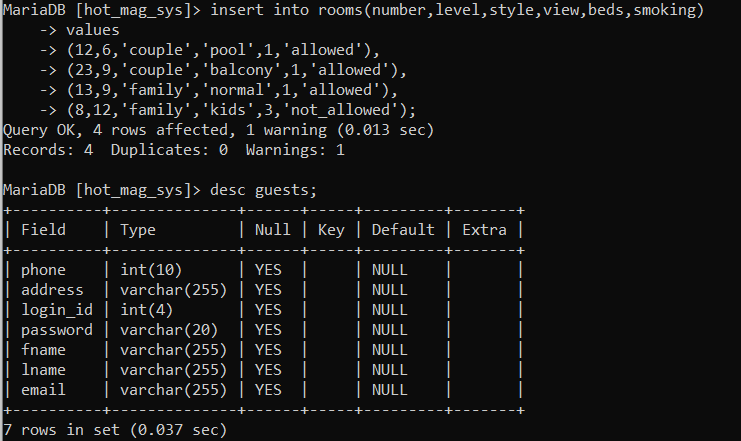 MariaDB [hot_mag_sys]> insert into rooms(number,level,style,view,beds,smoking)
    -> values
    -> (12,6,'couple','pool',1,'allowed'),
    -> (23,9,'couple','balcony',1,'allowed'),
    -> (13,9,'family','normal',1,'allowed'),
    -> (8,12,'family','kids',3,'not_allowed');
Query OK, 4 rows affected, 1 warning (0.013 sec)
Records: 4  Duplicates: 0  Warnings: 1

MariaDB [hot_mag_sys]> desc guests;
+----------+--------------+------+-----+---------+-------+
| Field    | Type         | Null | Key | Default | Extra |
+----------+--------------+------+-----+---------+-------+
| phone    | int(10)      | YES  |     | NULL    |       |
| address  | varchar(255) | YES  |     | NULL    |       |
| login_id | int(4)       | YES  |     | NULL    |       |
| password | varchar(20)  | YES  |     | NULL    |       |
| fname    | varchar(255) | YES  |     | NULL    |       |
| lname    | varchar(255) | YES  |     | NULL    |       |
| email    | varchar(255) | YES  |     | NULL    |       |
+----------+--------------+------+-----+---------+-------+
7 rows in set (0.037 sec)